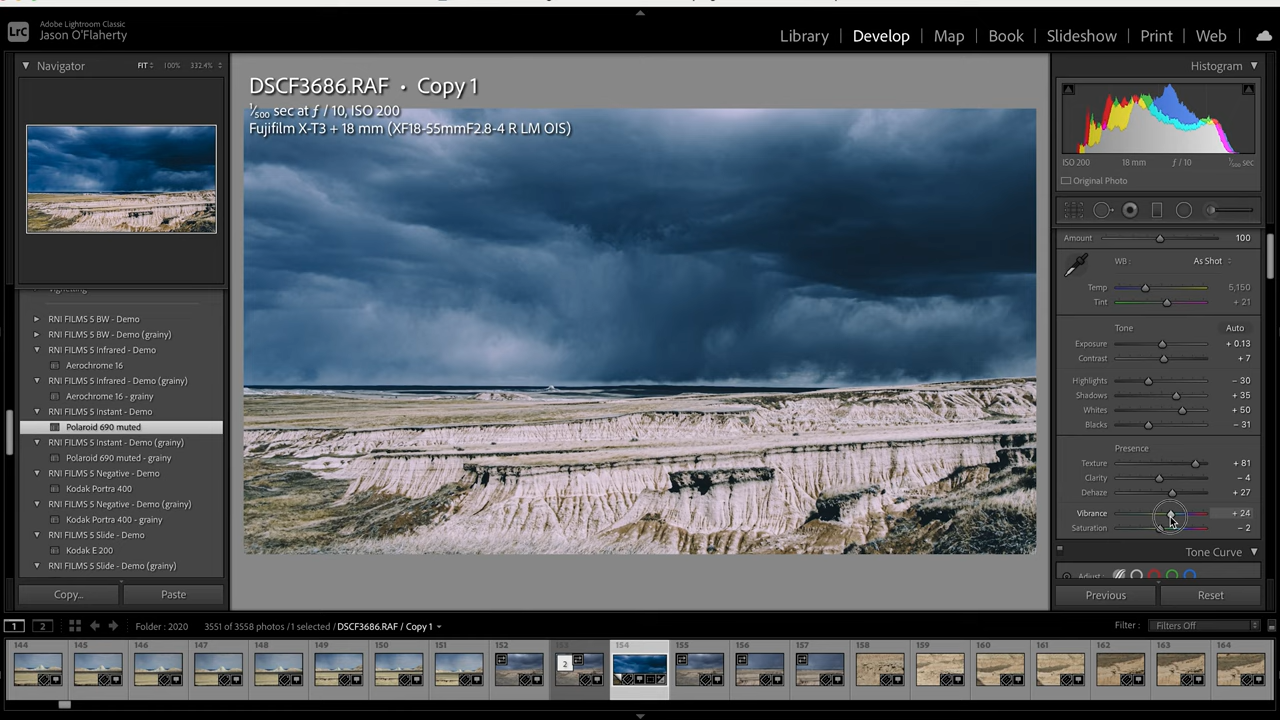 Adobe Lightroom Classic
LrC Jason O'Flaherty
Library | Develop | Map | Book | Slideshow | Print | Web
Navigator FIT 100% 332.4%
DSCF3686.RAF • Copy 1
1/500 sec at ƒ / 10, ISO 200
Fujifilm X-T3 + 18 mm (XF18-55mmF2.8-4 R LM OIS)
Vignetting
RNI FILMS 5 BW - Demo
RNI FILMS 5 BW - Demo (grainy)
RNI FILMS 5 Infrared - Demo
Aerochrome 16
RNI FILMS 5 Infrared - Demo (grainy)
Aerochrome 16 - grainy
RNI FILMS 5 Instant - Demo
Polaroid 690 muted
RNI FILMS 5 Instant - Demo (grainy)
Polaroid 690 muted - grainy
RNI FILMS 5 Negative - Demo
Kodak Portra 400
RNI FILMS 5 Negative - Demo (grainy)
Kodak Portra 400 - grainy
RNI FILMS 5 Slide - Demo
Kodak E 200
RNI FILMS 5 Slide - Demo (grainy)
Copy... Paste
Histogram
ISO 200 18 mm ƒ / 10 1/500 sec
Original Photo
Amount 100
WB: As Shot
Temp 5,150
Tint + 21
Tone Auto
Exposure + 0.13
Contrast + 7
Highlights − 30
Shadows + 35
Whites + 50
Blacks − 31
Presence
Texture + 81
Clarity − 4
Dehaze + 27
Vibrance + 24
Saturation − 2
Tone Curve
Adjust:
Previous Reset
1 2 Folder : 2020 3551 of 3558 photos / 1 selected / DSCF3686.RAF / Copy 1 Filter : Filters Off
144 145 146 147 148 149 150 151 152 153 154 155 156 157 158 159 160 161 162 163 164
2